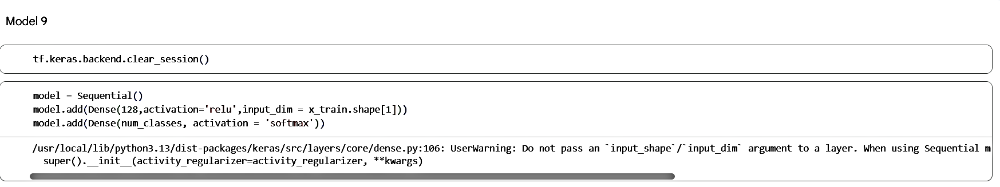 Model 9
tf.keras.backend.clear_session()
model = Sequential()
model.add(Dense(128,activation='relu',input_dim = x_train.shape[1]))
model.add(Dense(num_classes, activation = 'softmax'))
/usr/local/lib/python3.13/dist-packages/keras/src/layers/core/dense.py:106: UserWarning: Do not pass an `input_shape`/`input_dim` argument to a layer. When using Sequential m
super().__init__(activity_regularizer=activity_regularizer, **kwargs)